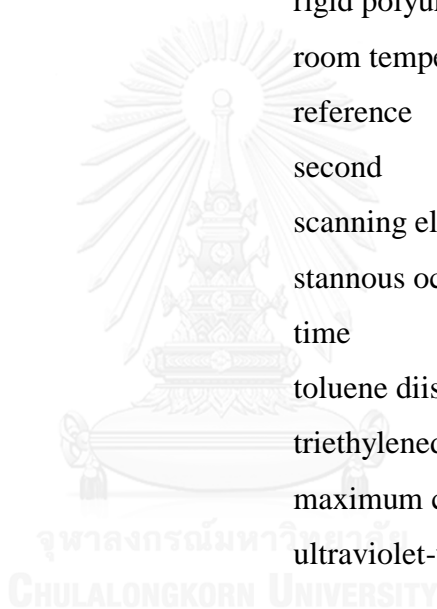 rigid polyu
room tempe
reference
second
scanning el
stannous oc
time
toluene diis
triethylened
maximum c
จุฬาลงกรณ์มหาวิทยาลัย
ultraviolet-
CHULALONGKORN UNIVERSITY